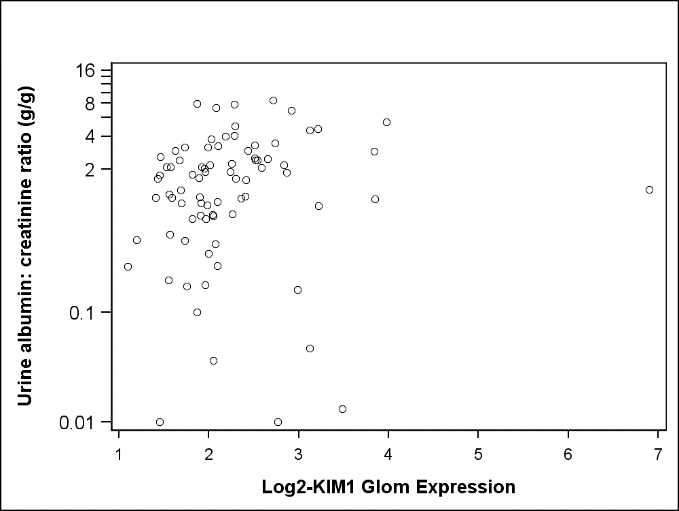 Urine albumin: creatinine ratio (g/g)
16
8
4
2
0.1
0.01
1 2 3 4 5 6 7
Log2-KIM1 Glom Expression